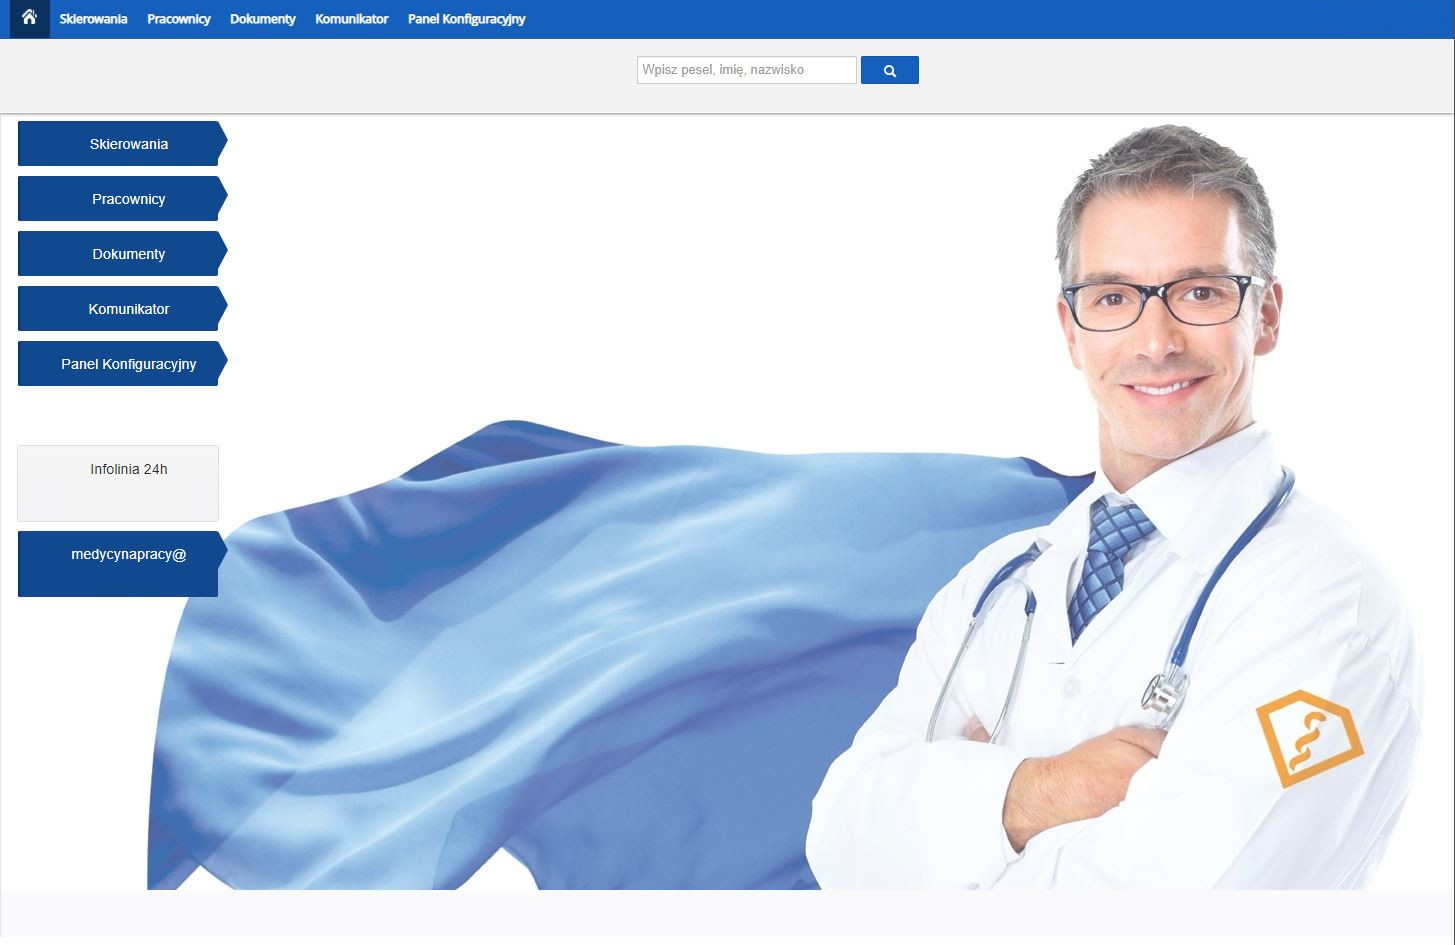 Skierowania Pracownicy Dokumenty Komunikator Panel Konfiguracyjny
Wpisz pesel, imię, nazwisko
Skierowania
Pracownicy
Dokumenty
Komunikator
Panel Konfiguracyjny
Infolinia 24h
medycynapracy@